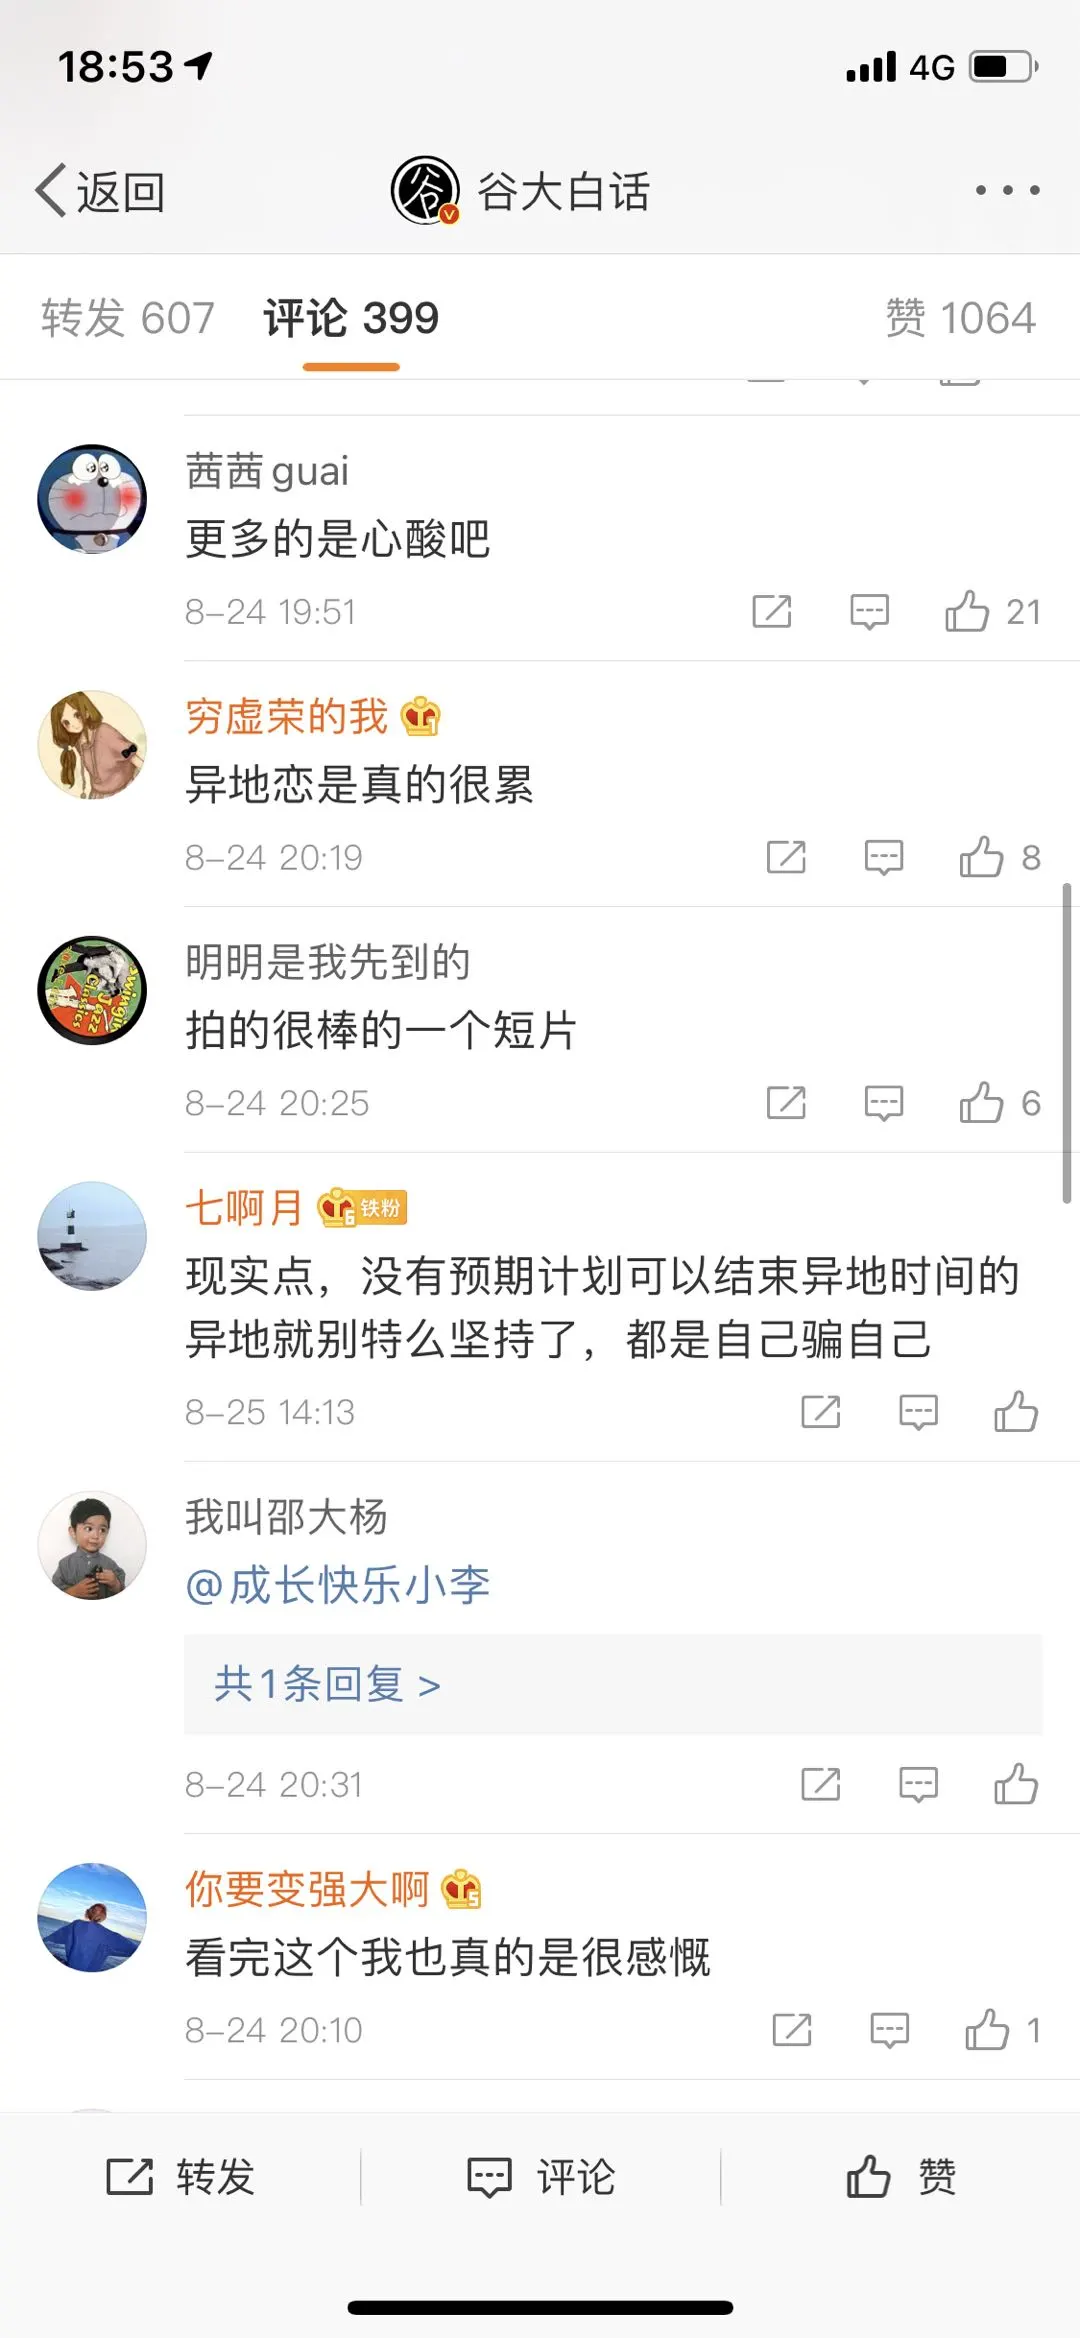 18:53
4G
返回
谷大白话
转发 607 评论 399 赞 1064
茜茜guai
更多的是心酸吧
8-24 19:51
21
穷虚荣的我
异地恋是真的很累
8-24 20:19
8
明明是我先到的
拍的很棒的一个短片
8-24 20:25
6
七啊月 铁粉
现实点，没有预期计划可以结束异地时间的
异地就别特么坚持了，都是自己骗自己
8-25 14:13
我叫邵大杨
@成长快乐小李
共1条回复 >
8-24 20:31
你要变强大啊
看完这个我也真的是很感慨
8-24 20:10
1
转发
评论
赞